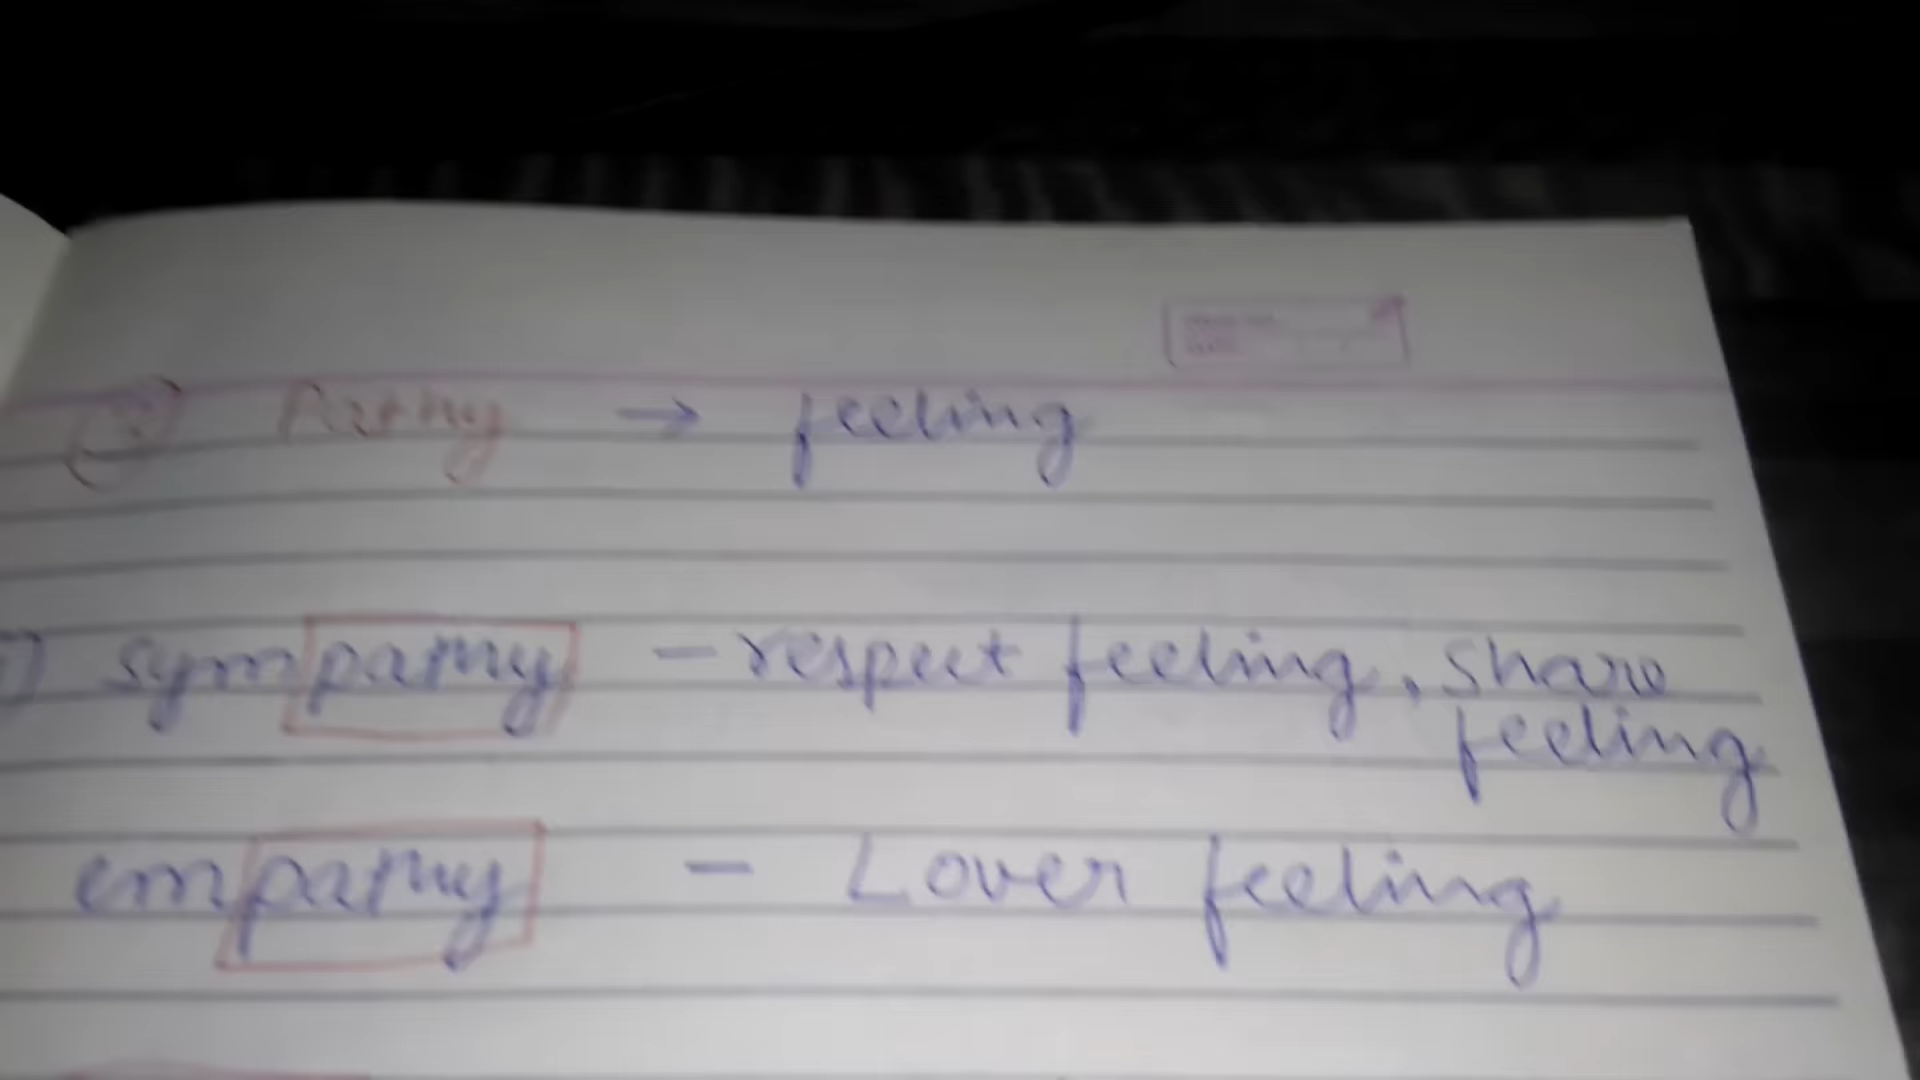 Pathy → feeling
sympathy - respect feeling, share
feeling
empathy - Lover feeling